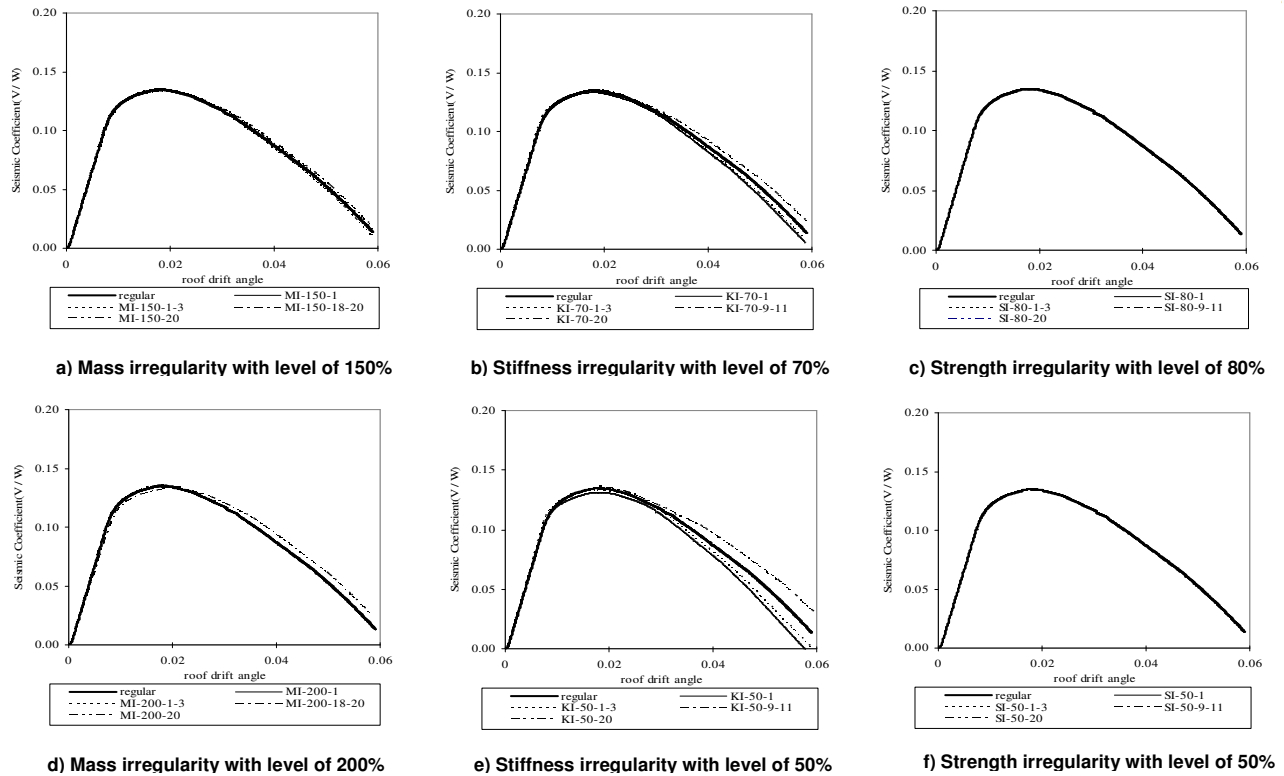 0.20
0.15
0.10
0.05
0.00
Seismic Coefficient(V / W)
0 0.02 0.04 0.06
roof drift angle
regular MI-150-1
MI-150-1-3 MI-150-18-20
MI-150-20
a) Mass irregularity with level of 150%
0.20
0.15
0.10
0.05
0.00
Seismic Coefficient(V / W)
0 0.02 0.04 0.06
roof drift angle
regular KI-70-1
KI-70-1-3 KI-70-9-11
KI-70-20
b) Stiffness irregularity with level of 70%
0.20
0.15
0.10
0.05
0.00
Seismic Coefficient(V / W)
0 0.02 0.04 0.06
roof drift angle
regular SI-80-1
SI-80-1-3 SI-80-9-11
SI-80-20
c) Strength irregularity with level of 80%
0.20
0.15
0.10
0.05
0.00
Seismic Coefficient(V / W)
0 0.02 0.04 0.06
roof drift angle
regular MI-200-1
MI-200-1-3 MI-200-18-20
MI-200-20
d) Mass irregularity with level of 200%
0.20
0.15
0.10
0.05
0.00
Seismic Coefficient(V / W)
0 0.02 0.04 0.06
roof drift angle
regular KI-50-1
KI-50-1-3 KI-50-9-11
KI-50-20
e) Stiffness irregularity with level of 50%
0.20
0.15
0.10
0.05
0.00
Seismic Coefficient(V / W)
0 0.02 0.04 0.06
roof drift angle
regular SI-50-1
SI-50-1-3 SI-50-9-11
SI-50-20
f) Strength irregularity with level of 50%